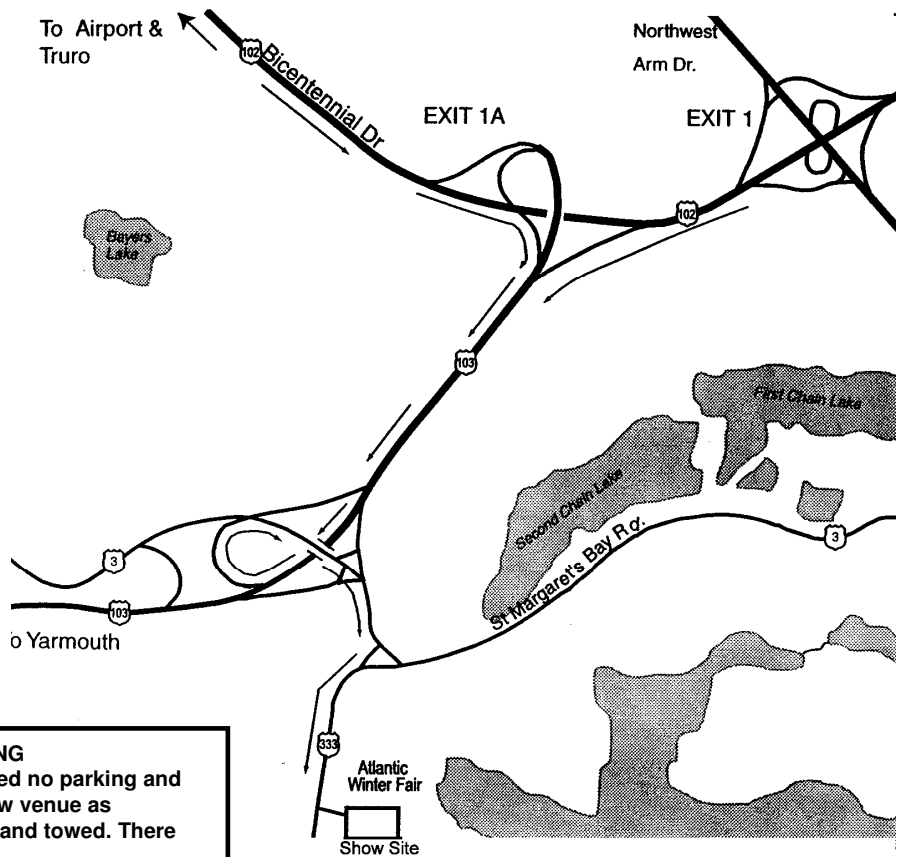 To Airport &
Truro
102
Bicentennial Dr
EXIT 1A
Northwest
Arm Dr.
EXIT 1
102
Bayers
Lake
103
First Chain Lake
Second Chain Lake
St Margaret's Bay Rd.
3
3
103
o Yarmouth
333
Atlantic
Winter Fair
Show Site
NG
ed no parking and
w venue as
and towed. There